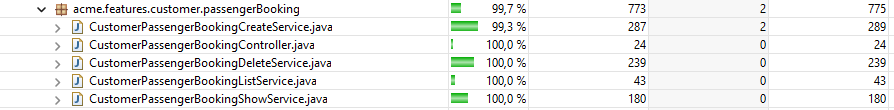 acme.features.customer.passengerBooking 99,7 % 773 2 775
CustomerPassengerBookingCreateService.java 99,3 % 287 2 289
CustomerPassengerBookingController.java 100,0 % 24 0 24
CustomerPassengerBookingDeleteService.java 100,0 % 239 0 239
CustomerPassengerBookingListService.java 100,0 % 43 0 43
CustomerPassengerBookingShowService.java 100,0 % 180 0 180